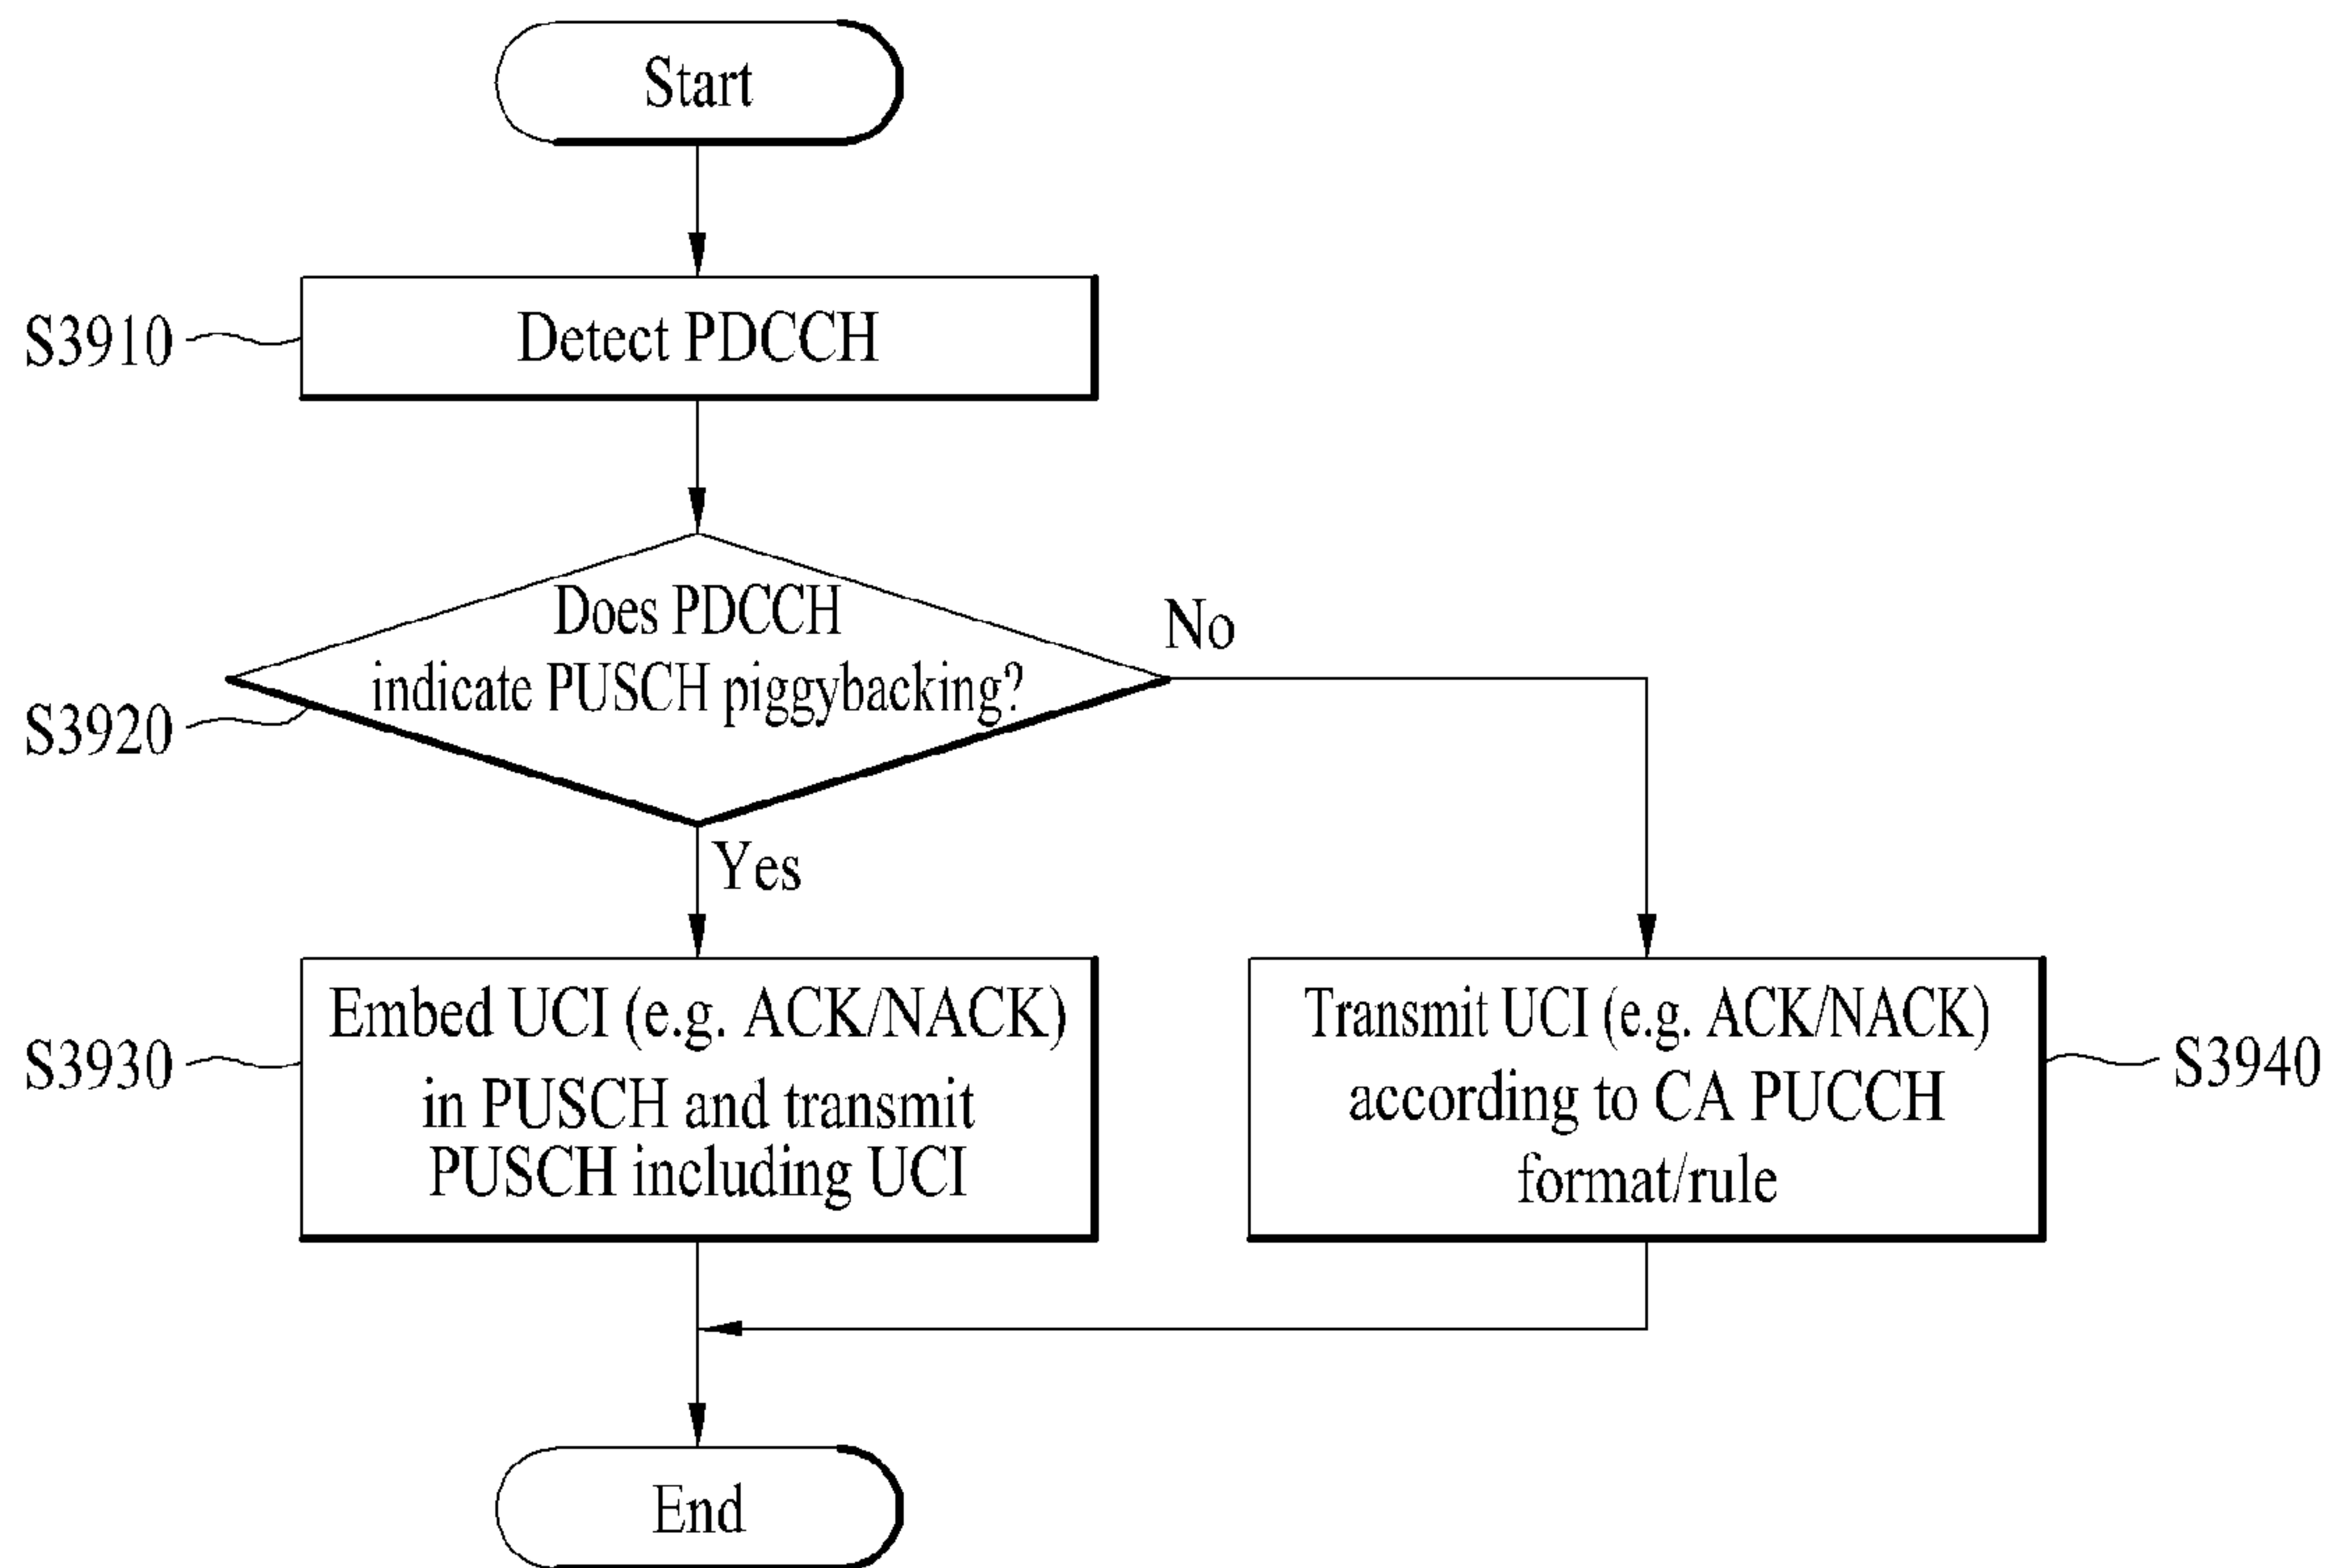 Start
S3910
Detect PDCCH
Does PDCCH
indicate PUSCH piggybacking?
No
S3920
Yes
S3930
Embed UCI (e.g. ACK/NACK)
in PUSCH and transmit
PUSCH including UCI
Transmit UCI (e.g. ACK/NACK)
according to CA PUCCH
format/rule
S3940
End